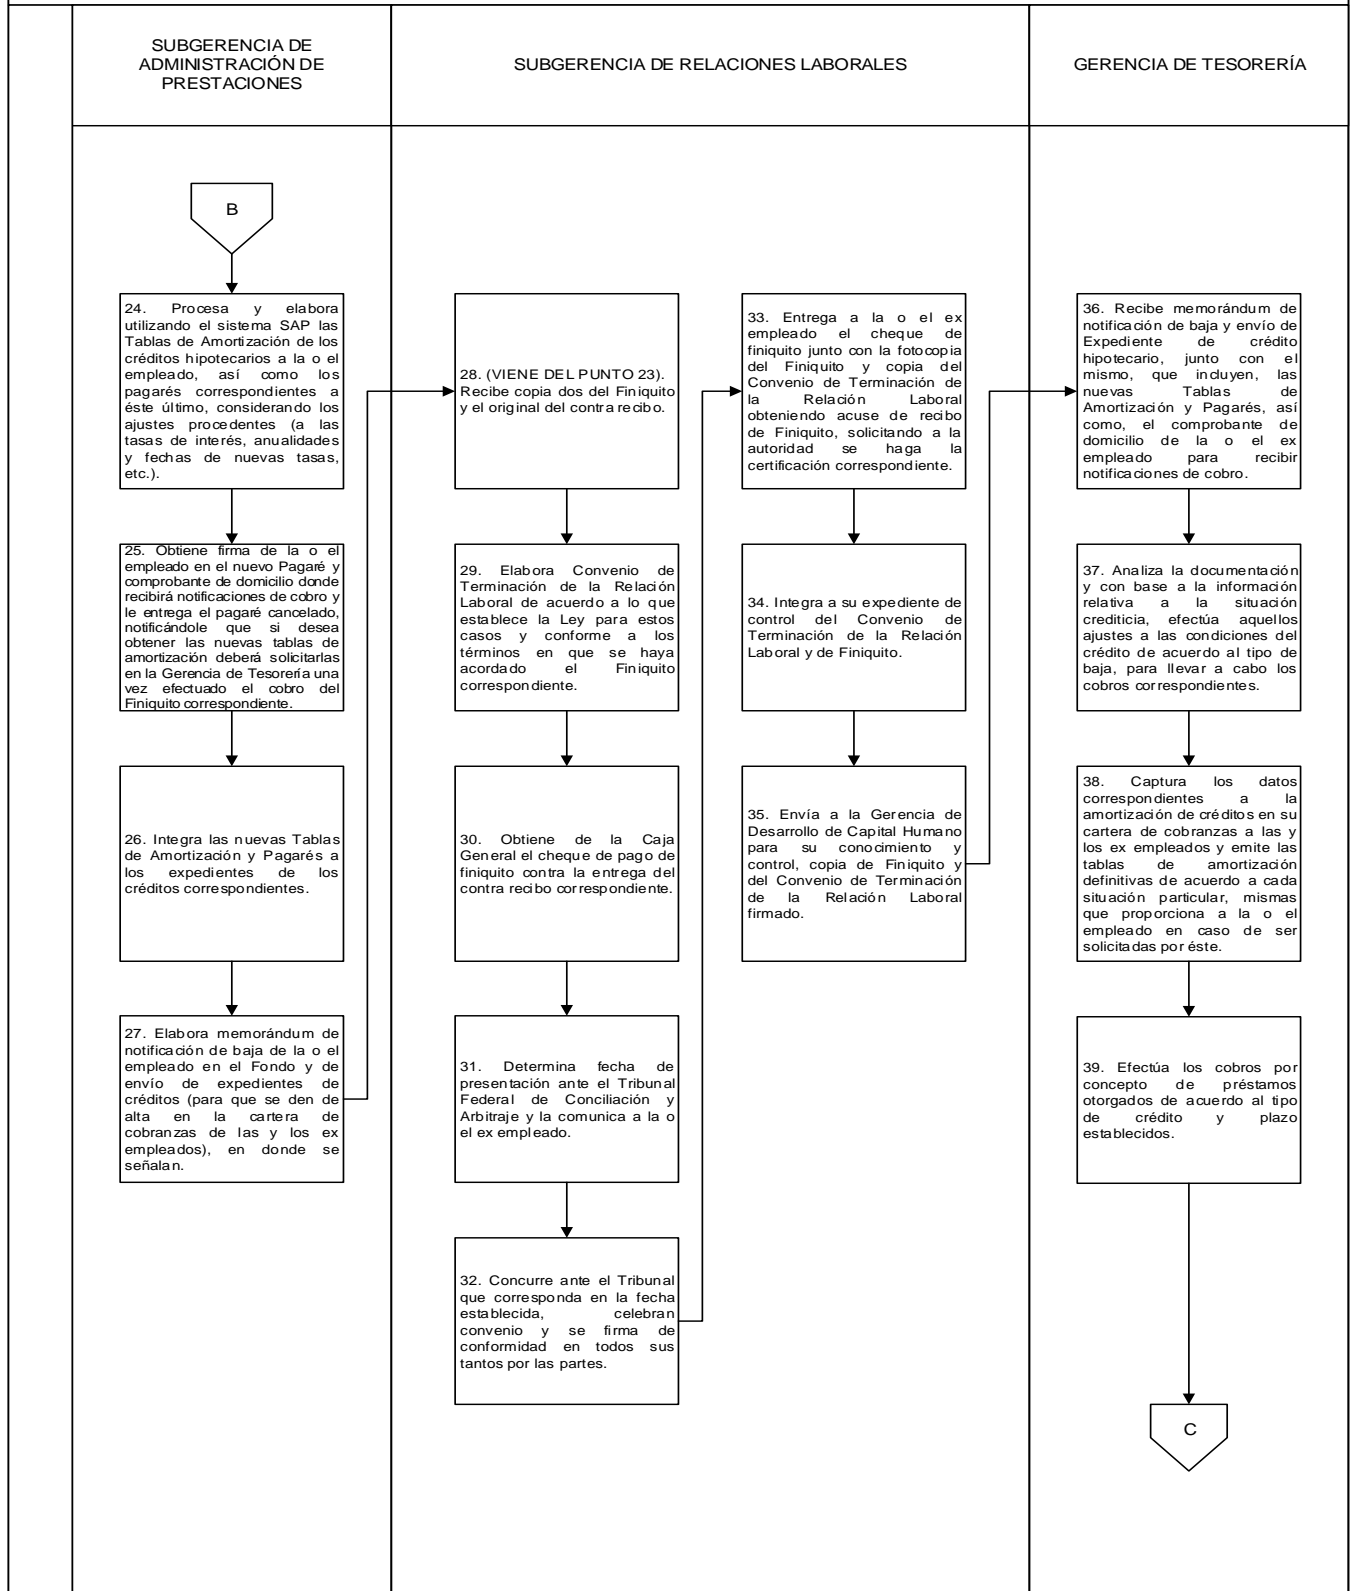 SUBGERENCIA DE
ADMINISTRACIÓN DE
PRESTACIONES
SUBGERENCIA DE RELACIONES LABORALES
GERENCIA DE TESORERÍA
B
24. Procesa y elabora
utilizando el sistema SAP las
Tablas de Amortización de los
créditos hipotecarios a la o el
empleado, así como los
pagarés correspondientes a
éste último, considerando los
ajustes procedentes (a las
tasas de interés, anualidades
y fechas de nuevas tasas,
etc.).
25. Obtiene firma de la o el
empleado en el nuevo Pagaré y
comprobante de domicilio donde
recibirá notificaciones de cobro y
le entrega el pagaré cancelado,
notificándole que si desea
obtener las nuevas tablas de
amortización deberá solicitarlas
en la Gerencia de Tesorería una
vez efectuado el cobro del
Finiquito correspondiente.
26. Integra las nuevas Tablas
de Amortización y Pagarés a
los expedientes de los
créditos correspondientes.
27. Elabora memorándum de
notificación de baja de la o el
empleado en el Fondo y de
envío de expedientes de
créditos (para que se den de
alta en la cartera de
cobranzas de las y los ex
empleados), en donde se
señalan.
28. (VIENE DEL PUNTO 23).
Recibe copia dos del Finiquito
y el original del contra recibo.
29. Elabora Convenio de
Terminación de la Relación
Laboral de acuerdo a lo que
establece la Ley para estos
casos y conforme a los
términos en que se haya
acordado el Finiquito
correspondiente.
30. Obtiene de la Caja
General el cheque de pago de
finiquito contra la entrega del
contra recibo correspondiente.
31. Determina fecha de
presentación ante el Tribunal
Federal de Conciliación y
Arbitraje y la comunica a la o
el ex empleado.
32. Concurre ante el Tribunal
que corresponda en la fecha
establecida, celebran
convenio y se firma de
conformidad en todos sus
tantos por las partes.
33. Entrega a la o el ex
empleado el cheque de
finiquito junto con la fotocopia
del Finiquito y copia del
Convenio de Terminación de
la Relación Laboral
obteniendo acuse de recibo
de Finiquito, solicitando a la
autoridad se haga la
certificación correspondiente.
34. Integra a su expediente de
control del Convenio de
Terminación de la Relación
Laboral y de Finiquito.
35. Envía a la Gerencia de
Desarrollo de Capital Humano
para su conocimiento y
control, copia de Finiquito y
del Convenio de Terminación
de la Relación Laboral
firmado.
36. Recibe memorándum de
notificación de baja y envío de
Expediente de crédito
hipotecario, junto con el
mismo, que incluyen, las
nuevas Tablas de
Amortización y Pagarés, así
como, el comprobante de
domicilio de la o el ex
empleado para recibir
notificaciones de cobro.
37. Analiza la documentación
y con base a la información
relativa a la situación
crediticia, efectúa aquellos
ajustes a las condiciones del
crédito de acuerdo al tipo de
baja, para llevar a cabo los
cobros correspondientes.
38. Captura los datos
correspondientes a la
amortización de créditos en su
cartera de cobranzas a las y
los ex empleados y emite las
tablas de amortización
definitivas de acuerdo a cada
situación particular, mismas
que proporciona a la o el
empleado en caso de ser
solicitadas por éste.
39. Efectúa los cobros por
concepto de préstamos
otorgados de acuerdo al tipo
de crédito y plazo
establecidos.
C